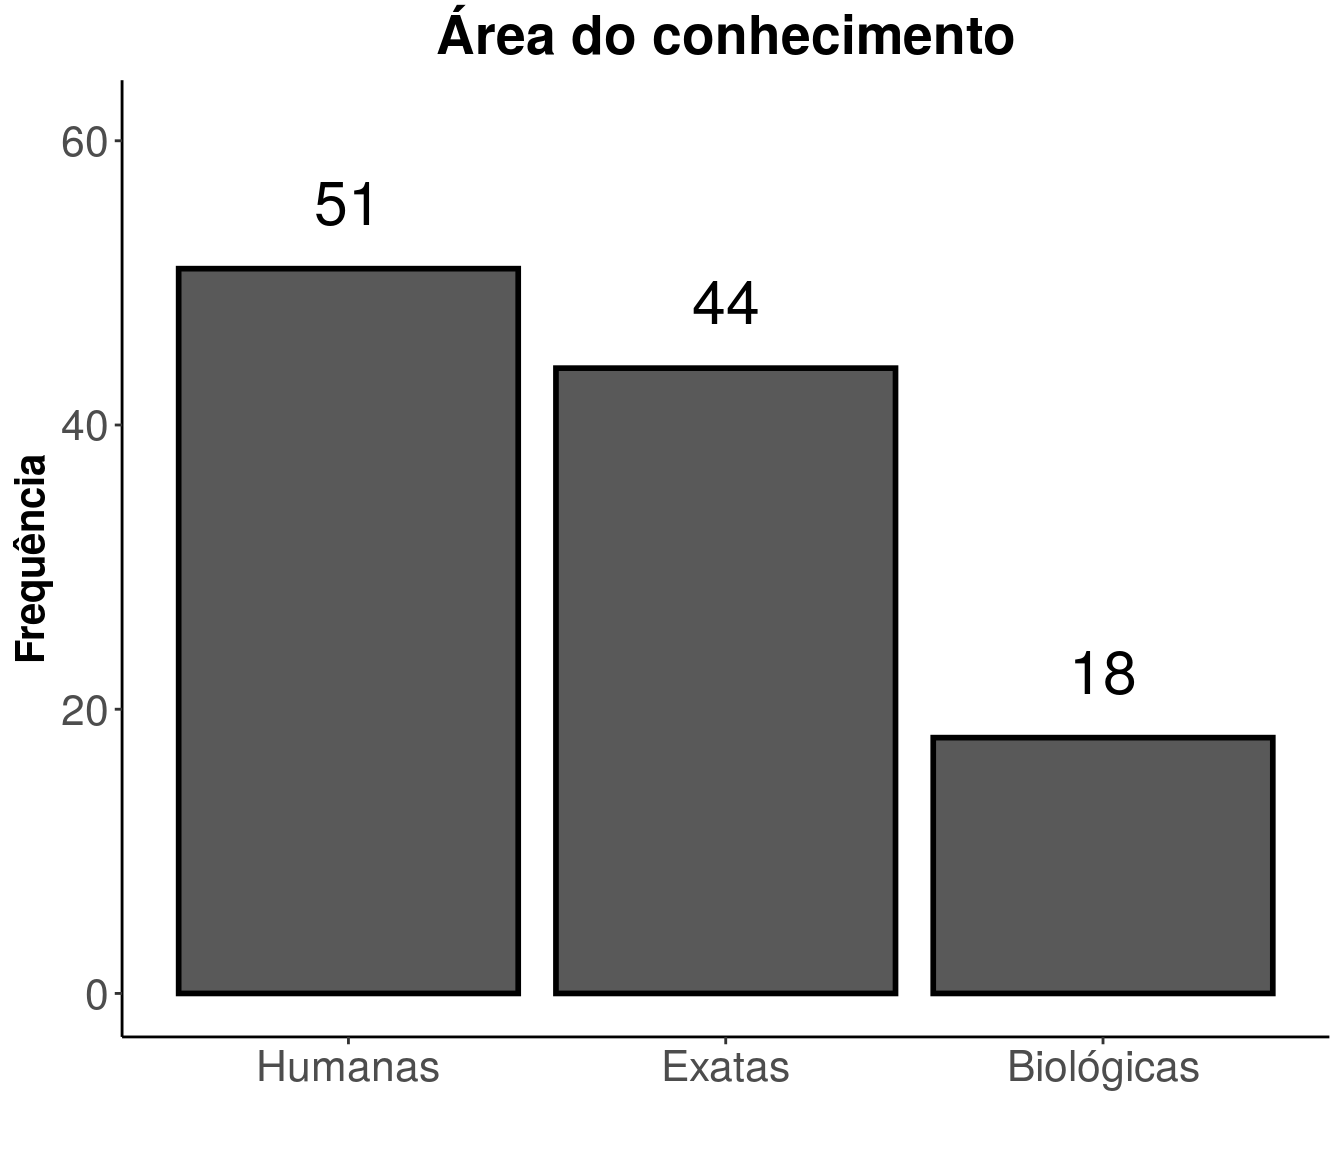 Área do conhecimento
Frequência
60
40
20
0
51
44
18
Humanas
Exatas
Biológicas